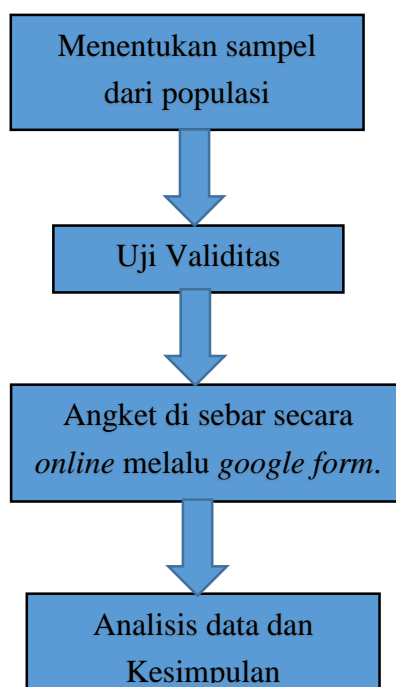 Menentukan sampel
dari populasi
Uji Validitas
Angket di sebar secara
online melalu google form.
Analisis data dan
Kesimpulan